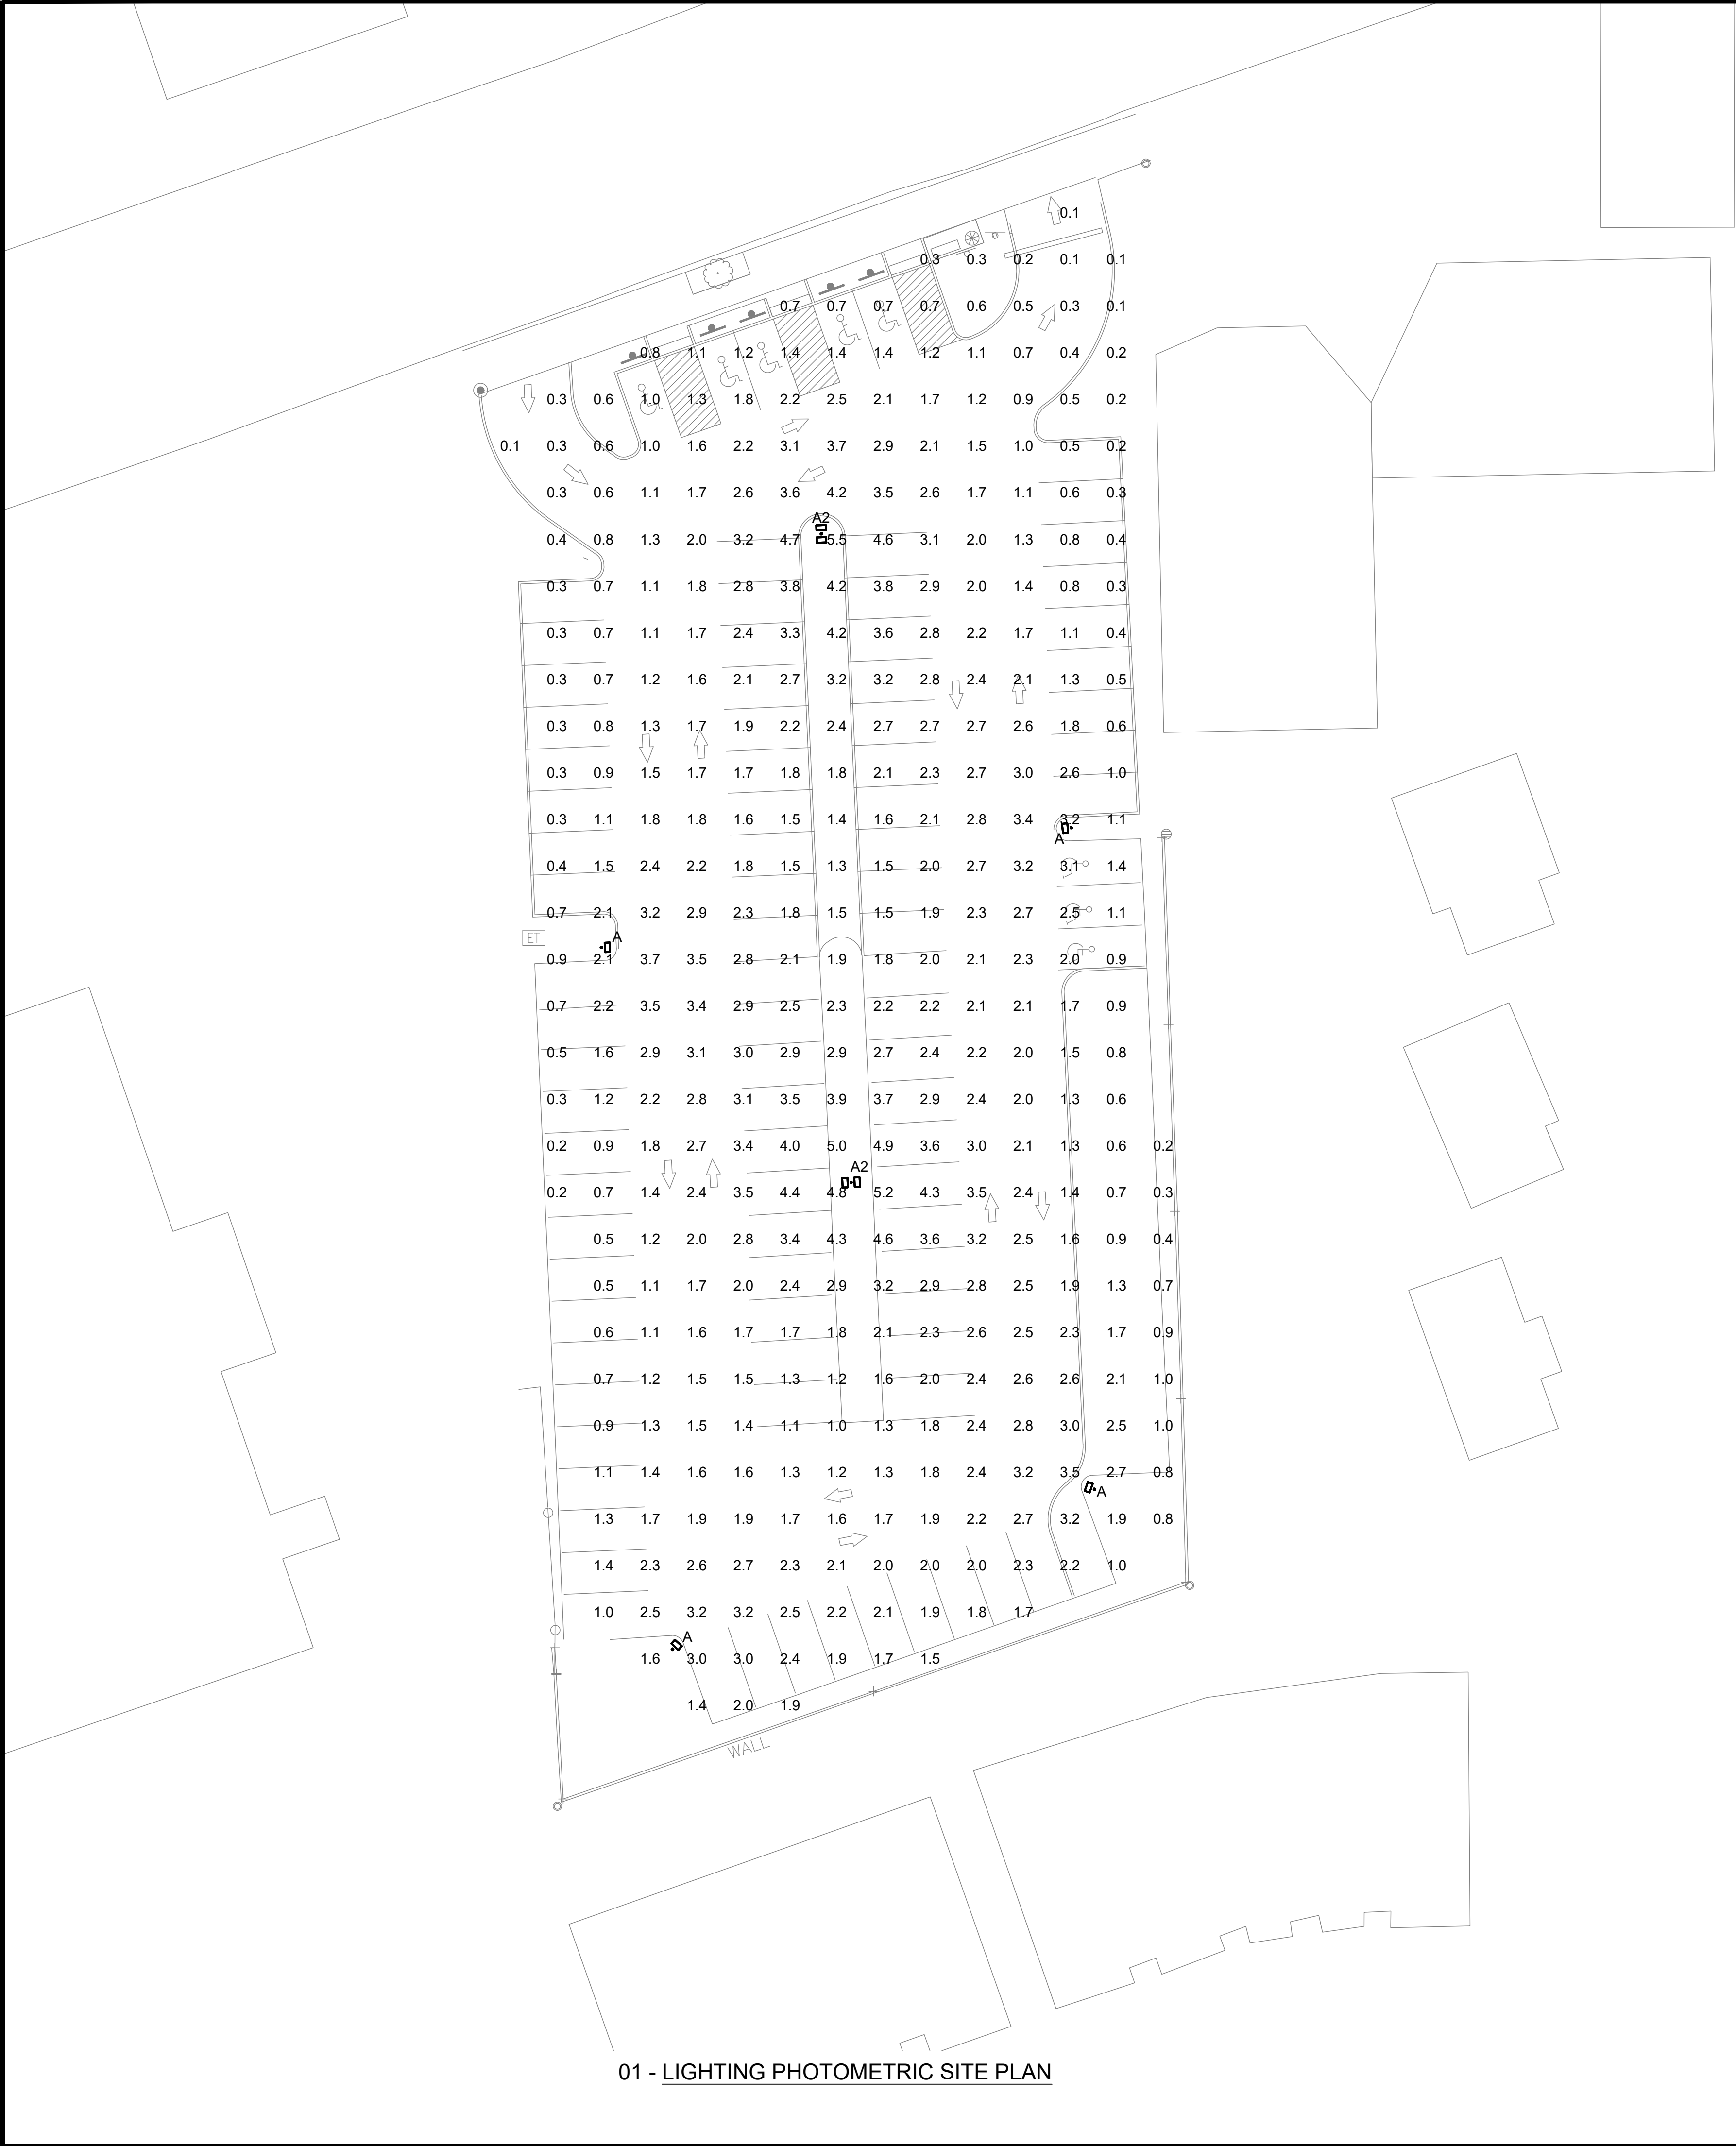 0.1
0.3 0.3 0.2 0.1 0.1
0.7 0.7 0.7 0.7 0.6 0.5 0.3 0.1
0.8 1.1 1.2 1.4 1.4 1.4 1.2 1.1 0.7 0.4 0.2
0.3 0.6 1.0 1.3 1.8 2.2 2.5 2.1 1.7 1.2 0.9 0.5 0.2
0.1 0.3 0.6 1.0 1.6 2.2 3.1 3.7 2.9 2.1 1.5 1.0 0.5 0.2
0.3 0.6 1.1 1.7 2.6 3.6 4.2 3.5 2.6 1.7 1.1 0.6 0.3
A2
0.4 0.8 1.3 2.0 3.2 4.7 5.5 4.6 3.1 2.0 1.3 0.8 0.4
0.3 0.7 1.1 1.8 2.8 3.8 4.2 3.8 2.9 2.0 1.4 0.8 0.3
0.3 0.7 1.1 1.7 2.4 3.3 4.2 3.6 2.8 2.2 1.7 1.1 0.4
0.3 0.7 1.2 1.6 2.1 2.7 3.2 3.2 2.8 2.4 2.1 1.3 0.5
0.3 0.8 1.3 1.7 1.9 2.2 2.4 2.7 2.7 2.7 2.6 1.8 0.6
0.3 0.9 1.5 1.7 1.7 1.8 1.8 2.1 2.3 2.7 3.0 2.6 1.0
0.3 1.1 1.8 1.8 1.6 1.5 1.4 1.6 2.1 2.8 3.4 3.2 1.1
A
0.4 1.5 2.4 2.2 1.8 1.5 1.3 1.5 2.0 2.7 3.2 3.1 1.4
0.7 2.1 3.2 2.9 2.3 1.8 1.5 1.5 1.9 2.3 2.7 2.5 1.1
ET A
0.9 2.1 3.7 3.5 2.8 2.1 1.9 1.8 2.0 2.1 2.3 2.0 0.9
0.7 2.2 3.5 3.4 2.9 2.5 2.3 2.2 2.2 2.1 2.1 1.7 0.9
0.5 1.6 2.9 3.1 3.0 2.9 2.9 2.7 2.4 2.2 2.0 1.5 0.8
0.3 1.2 2.2 2.8 3.1 3.5 3.9 3.7 2.9 2.4 2.0 1.3 0.6
0.2 0.9 1.8 2.7 3.4 4.0 5.0 4.9 3.6 3.0 2.1 1.3 0.6 0.2
A2
0.2 0.7 1.4 2.4 3.5 4.4 4.8 5.2 4.3 3.5 2.4 1.4 0.7 0.3
0.5 1.2 2.0 2.8 3.4 4.3 4.6 3.6 3.2 2.5 1.6 0.9 0.4
0.5 1.1 1.7 2.0 2.4 2.9 3.2 2.9 2.8 2.5 1.9 1.3 0.7
0.6 1.1 1.6 1.7 1.7 1.8 2.1 2.3 2.6 2.5 2.3 1.7 0.9
0.7 1.2 1.5 1.5 1.3 1.2 1.6 2.0 2.4 2.6 2.6 2.1 1.0
0.9 1.3 1.5 1.4 1.1 1.0 1.3 1.8 2.4 2.8 3.0 2.5 1.0
1.1 1.4 1.6 1.6 1.3 1.2 1.3 1.8 2.4 3.2 3.5 2.7 0.8
A
1.3 1.7 1.9 1.9 1.7 1.6 1.7 1.9 2.2 2.7 3.2 1.9 0.8
1.4 2.3 2.6 2.7 2.3 2.1 2.0 2.0 2.0 2.3 2.2 1.0
1.0 2.5 3.2 3.2 2.5 2.2 2.1 1.9 1.8 1.7
A
1.6 3.0 3.0 2.4 1.9 1.7 1.5
1.4 2.0 1.9
WALL
01 - LIGHTING PHOTOMETRIC SITE PLAN